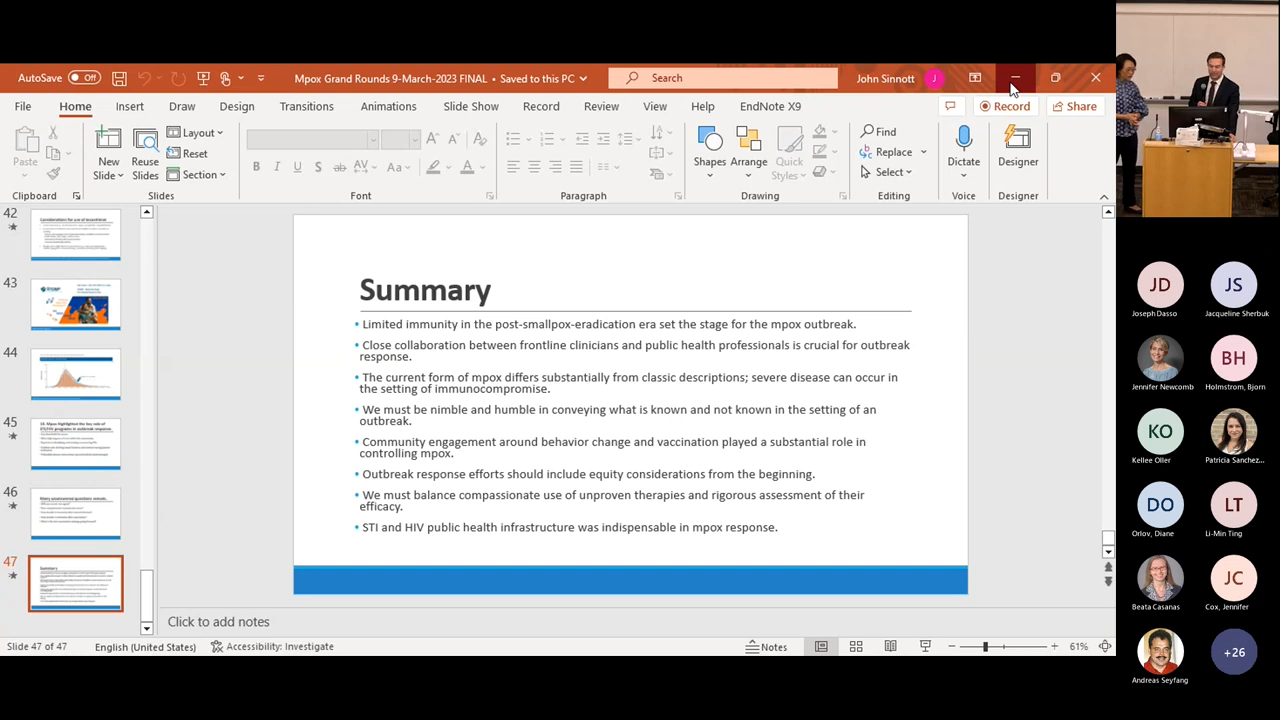 AutoSave Off
Mpox Grand Rounds 9-March-2023 FINAL • Saved to this PC
Search
John Sinnott J
File Home Insert Draw Design Transitions Animations Slide Show Record Review View Help EndNote X9
Record Share
Paste
New Slide
Reuse Slides
Layout
Reset
Section
B I U S ab AV Aa A
Shapes Arrange Quick Styles
Find
Replace
Select
Dictate
Designer
Clipboard Slides Font Paragraph Drawing Editing Voice Designer
42
43
44
45
46
47
Summary
Summary
• Limited immunity in the post-smallpox-eradication era set the stage for the mpox outbreak.
• Close collaboration between frontline clinicians and public health professionals is crucial for outbreak
response.
• The current form of mpox differs substantially from classic descriptions; severe disease can occur in
the setting of immunocompromise.
• We must be nimble and humble in conveying what is known and not known in the setting of an
outbreak.
• Community engagement around behavior change and vaccination played a substantial role in
controlling mpox.
• Outbreak response efforts should include equity considerations from the beginning.
• We must balance compassionate use of unproven therapies and rigorous assessment of their
efficacy.
• STI and HIV public health infrastructure was indispensable in mpox response.
Click to add notes
Slide 47 of 47 English (United States) Accessibility: Investigate
Notes 61%
JD JS
Joseph Dasso Jacqueline Sherbuk
BH
Jennifer Newcomb Holmstrom, Bjorn
KO
Kellee Oller Patricia Sanchez...
DO LT
Orlov, Diane Li-Min Ting
JC
Beata Casanas Cox, Jennifer
+26
Andreas Seyfang